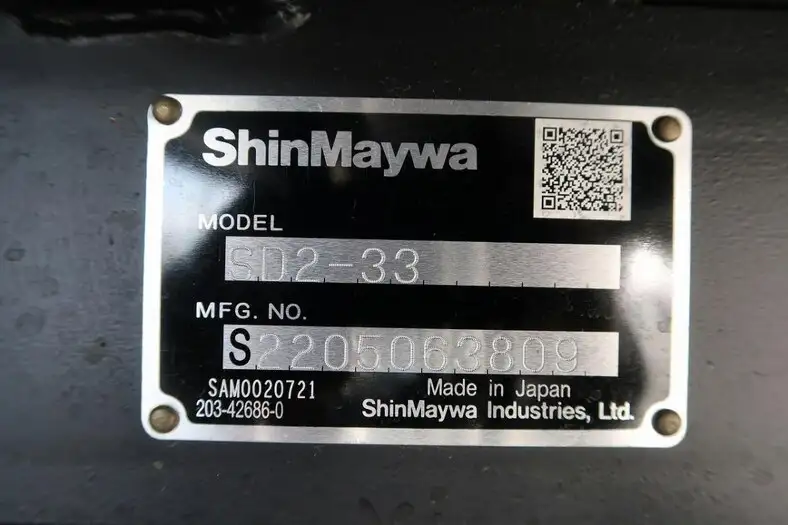 ShinMaywa
MODEL
SD2-33
MFG. NO.
S2205063809
SAM0020721
Made in Japan
203-42686-0
ShinMaywa Industries, Ltd.